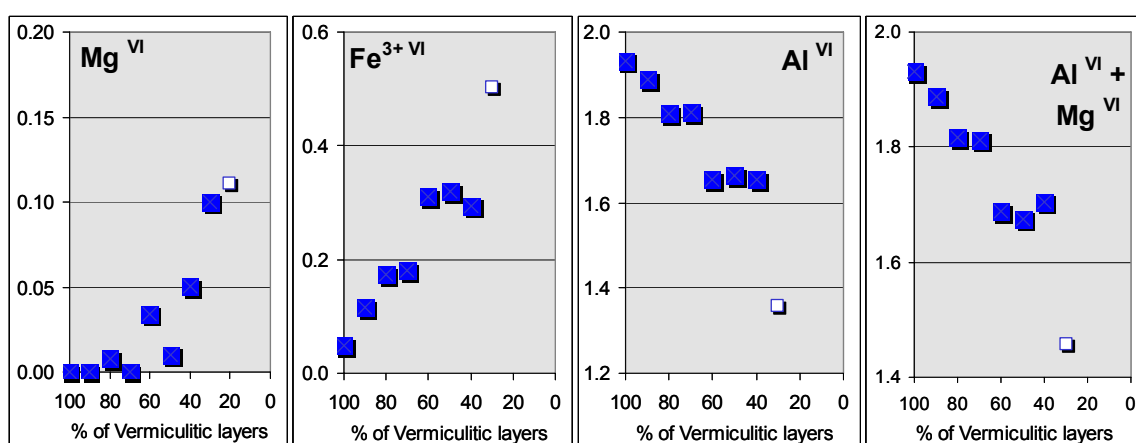 Mg VI
0.20
0.15
0.10
0.05
0.00
100 80 60 40 20 0
% of Vermiculitic layers
Fe3+ VI
0.6
0.4
0.2
0.0
100 80 60 40 20 0
% of Vermiculitic layers
Al VI
2.0
1.8
1.6
1.4
1.2
100 80 60 40 20 0
% of Vermiculitic layers
Al VI +
Mg VI
2.0
1.8
1.6
1.4
100 80 60 40 20 0
% of Vermiculitic layers